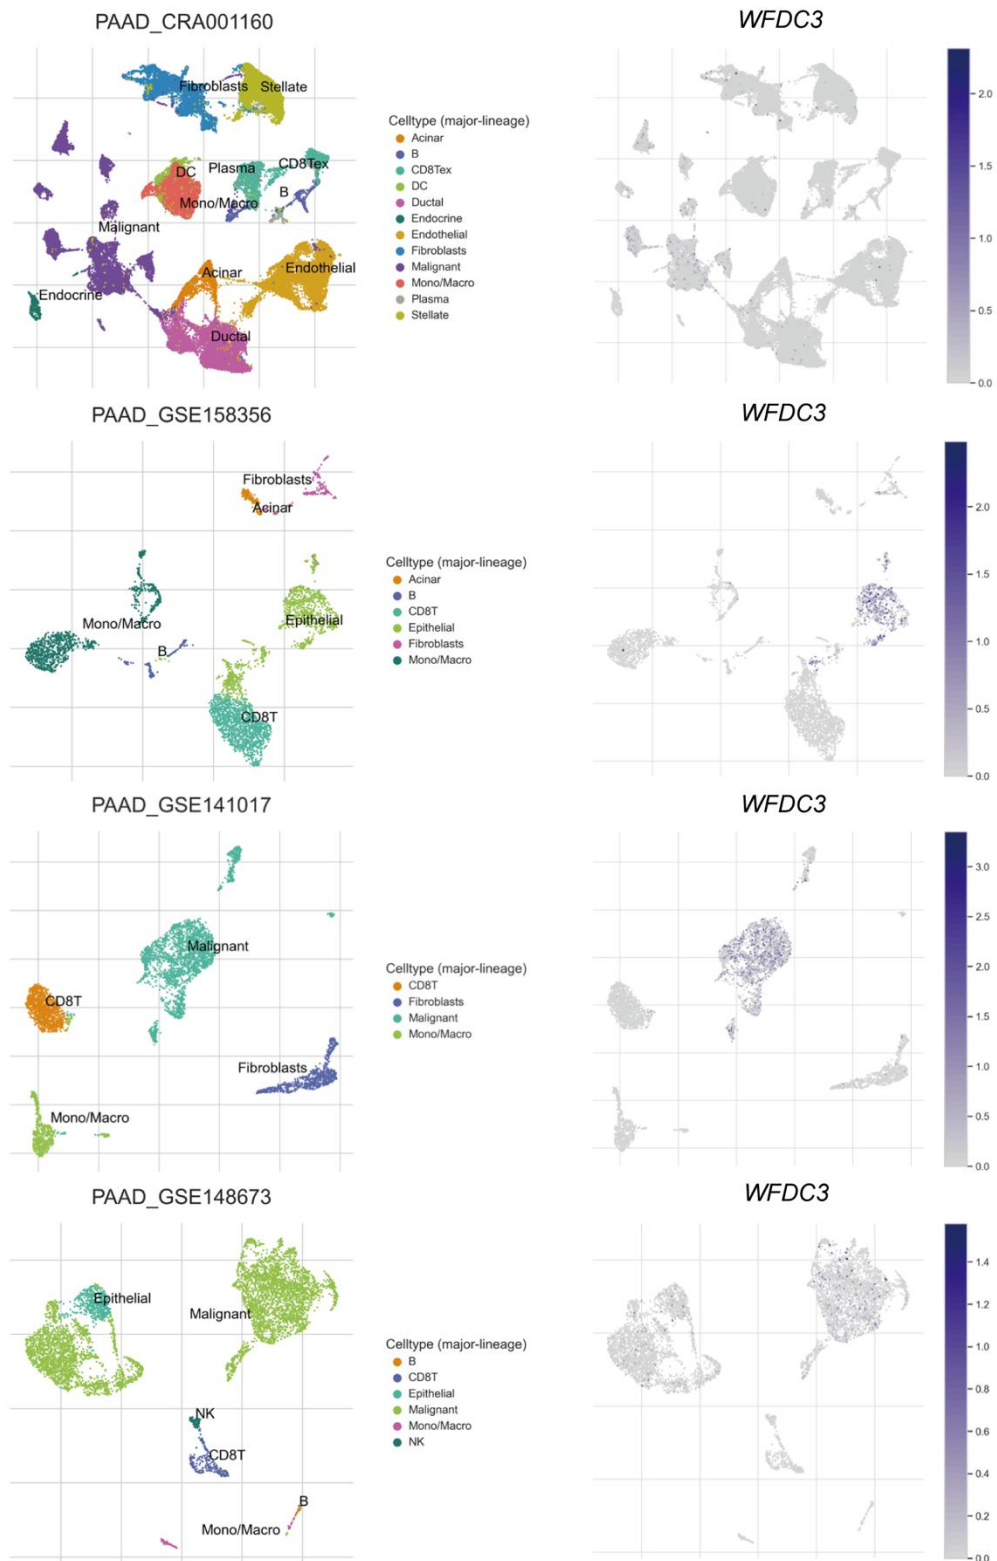 PAAD_CRA001160
WFDC3
Fibroblasts
Stellate
DC
Plasma
CD8Tex
Mono/Macro
B
Malignant
Acinar
Endothelial
Endocrine
Ductal
Celltype (major-lineage)
Acinar
B
CD8Tex
DC
Ductal
Endocrine
Endothelial
Fibroblasts
Malignant
Mono/Macro
Plasma
Stellate
2.0
1.5
1.0
0.5
0.0
PAAD_GSE158356
WFDC3
Fibroblasts
Acinar
Mono/Macro
Epithelial
B
CD8T
Celltype (major-lineage)
Acinar
B
CD8T
Epithelial
Fibroblasts
Mono/Macro
2.0
1.5
1.0
0.5
0.0
PAAD_GSE141017
WFDC3
Malignant
CD8T
Fibroblasts
Mono/Macro
Celltype (major-lineage)
CD8T
Fibroblasts
Malignant
Mono/Macro
3.0
2.5
2.0
1.5
1.0
0.5
0.0
PAAD_GSE148673
WFDC3
Epithelial
Malignant
NK
CD8T
B
Mono/Macro
Celltype (major-lineage)
B
CD8T
Epithelial
Malignant
Mono/Macro
NK
1.4
1.2
1.0
0.8
0.6
0.4
0.2
0.0